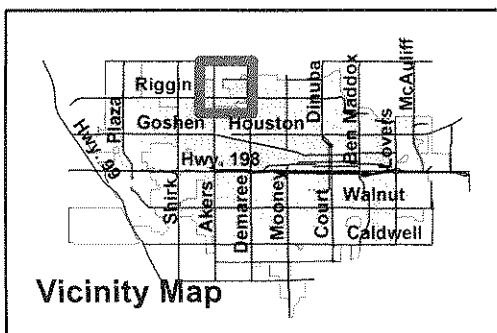 Riggin
Plaza
Dinuba
Ben Maddox
McAuliff
Goshen
Houston
Lovers
Hwy. 99
Hwy. 198
Shirk
Akers
Demaree
Mooney
Court
Walnut
Caldwell
Vicinity Map